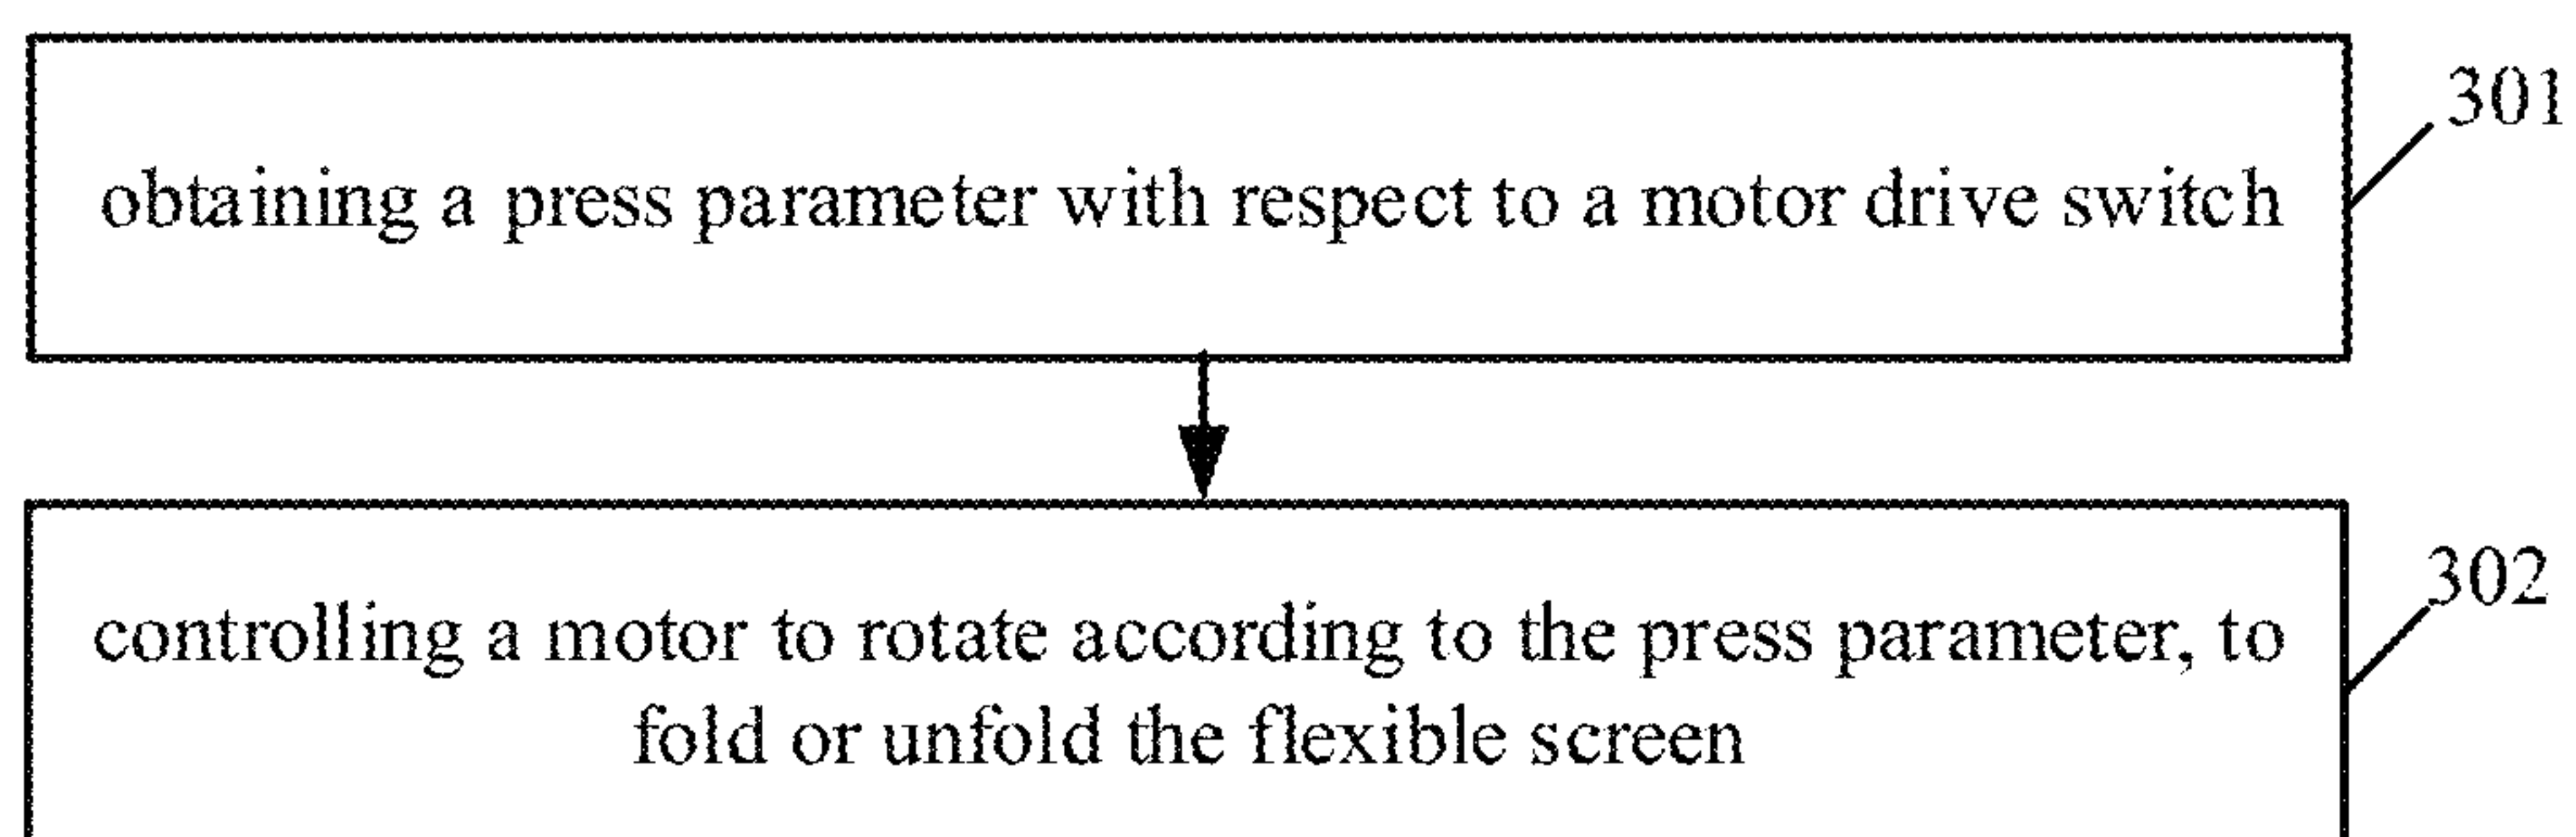 301
obtaining a press parameter with respect to a motor drive switch
302
controlling a motor to rotate according to the press parameter, to
fold or unfold the flexible screen